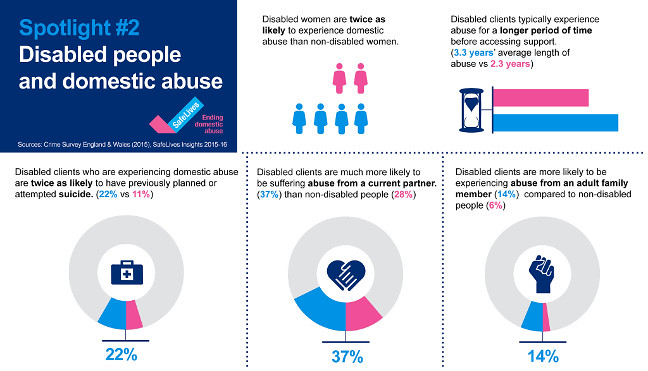 Spotlight #2
Disabled people
and domestic abuse
SafeLives
Ending
domestic
abuse
Sources: Crime Survey England & Wales (2015), SafeLives Insights 2015-16
Disabled women are twice as
likely to experience domestic
abuse than non-disabled women.
Disabled clients typically experience
abuse for a longer period of time
before accessing support.
(3.3 years' average length of
abuse vs 2.3 years)
Disabled clients who are experiencing domestic abuse
are twice as likely to have previously planned or
attempted suicide. (22% vs 11%)
22%
Disabled clients are much more likely to
be suffering abuse from a current partner.
(37%) than non-disabled people (28%)
37%
Disabled clients are more likely to be
experiencing abuse from an adult family
member (14%) compared to non-disabled
people (6%)
14%